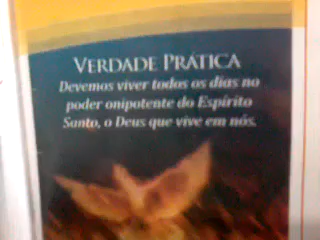 VERDADE PRÁTICA
Devemos viver todos os dias no
poder onipotente do Espírito
Santo, o Deus que vive em nós.